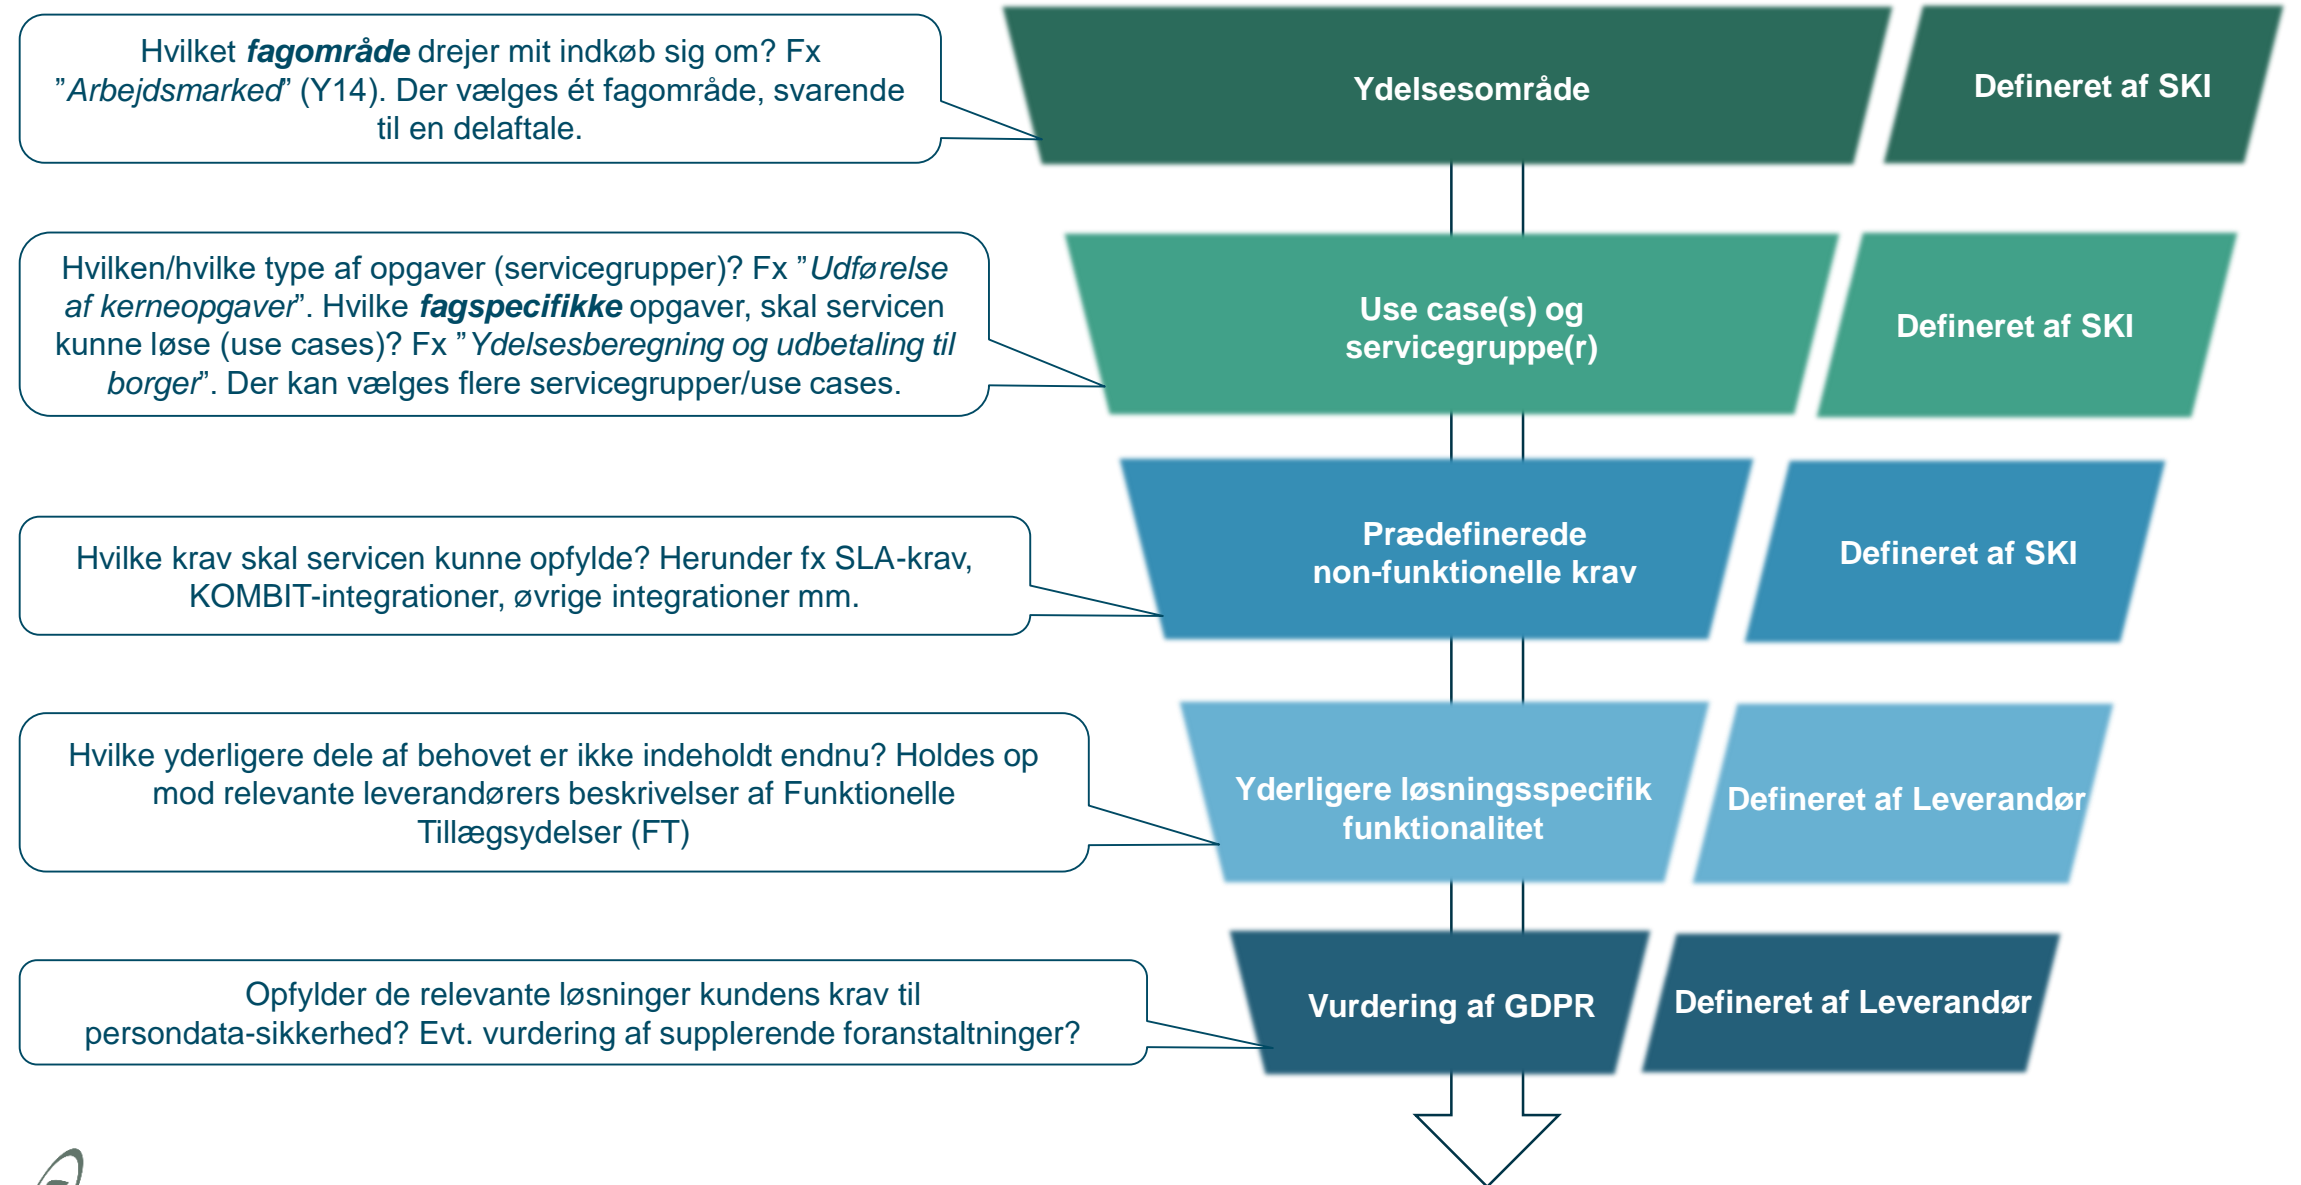 Hvilket fagområde drejer mit indkøb sig om? Fx
”Arbejdsmarked” (Y14). Der vælges ét fagområde, svarende
til en delaftale.
Ydelsesområde
Defineret af SKI
Hvilken/hvilke type af opgaver (servicegrupper)? Fx ”Udførelse
af kerneopgaver”. Hvilke fagspecifikke opgaver, skal servicen
kunne løse (use cases)? Fx ”Ydelsesberegning og udbetaling til
borger”. Der kan vælges flere servicegrupper/use cases.
Use case(s) og
servicegruppe(r)
Defineret af SKI
Hvilke krav skal servicen kunne opfylde? Herunder fx SLA-krav,
KOMBIT-integrationer, øvrige integrationer mm.
Prædefinerede
non-funktionelle krav
Defineret af SKI
Hvilke yderligere dele af behovet er ikke indeholdt endnu? Holdes op
mod relevante leverandørers beskrivelser af Funktionelle
Tillægsydelser (FT)
Yderligere løsningsspecifik
funktionalitet
Defineret af Leverandør
Opfylder de relevante løsninger kundens krav til
persondata-sikkerhed? Evt. vurdering af supplerende foranstaltninger?
Vurdering af GDPR
Defineret af Leverandør